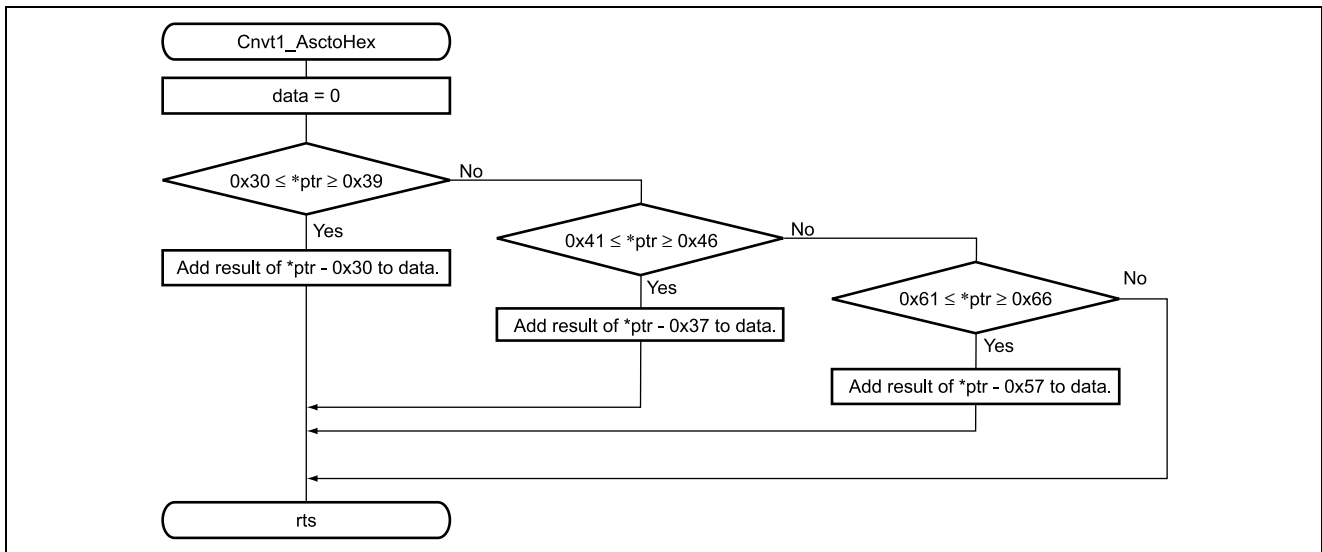 Cnvt1_AsctoHex
data = 0
0x30 ≤ *ptr ≥ 0x39
No
Yes
Add result of *ptr - 0x30 to data.
0x41 ≤ *ptr ≥ 0x46
No
Yes
Add result of *ptr - 0x37 to data.
0x61 ≤ *ptr ≥ 0x66
No
Yes
Add result of *ptr - 0x57 to data.
rts